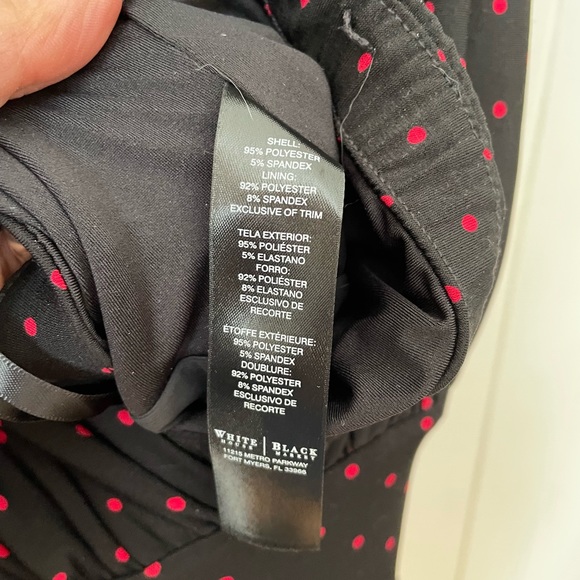 SHELL:
95% POLYESTER
5% SPANDEX
LINING:
92% POLYESTER
8% SPANDEX
EXCLUSIVE OF TRIM
TELA EXTERIOR:
95% POLIÉSTER
5% ELASTANO
FORRO:
92% POLIÉSTER
8% ELASTANO
EXCLUSIVO DE
RECORTE
ÉTOFFE EXTÉRIEURE:
95% POLYESTER
5% SPANDEX
DOUBLURE:
92% POLYESTER
8% SPANDEX
EXCLUSIVO DE
RECORTE
WHITE | BLACK
HOUSE | MARKET
11215 METRO PARKWAY
FORT MYERS, FL 33966